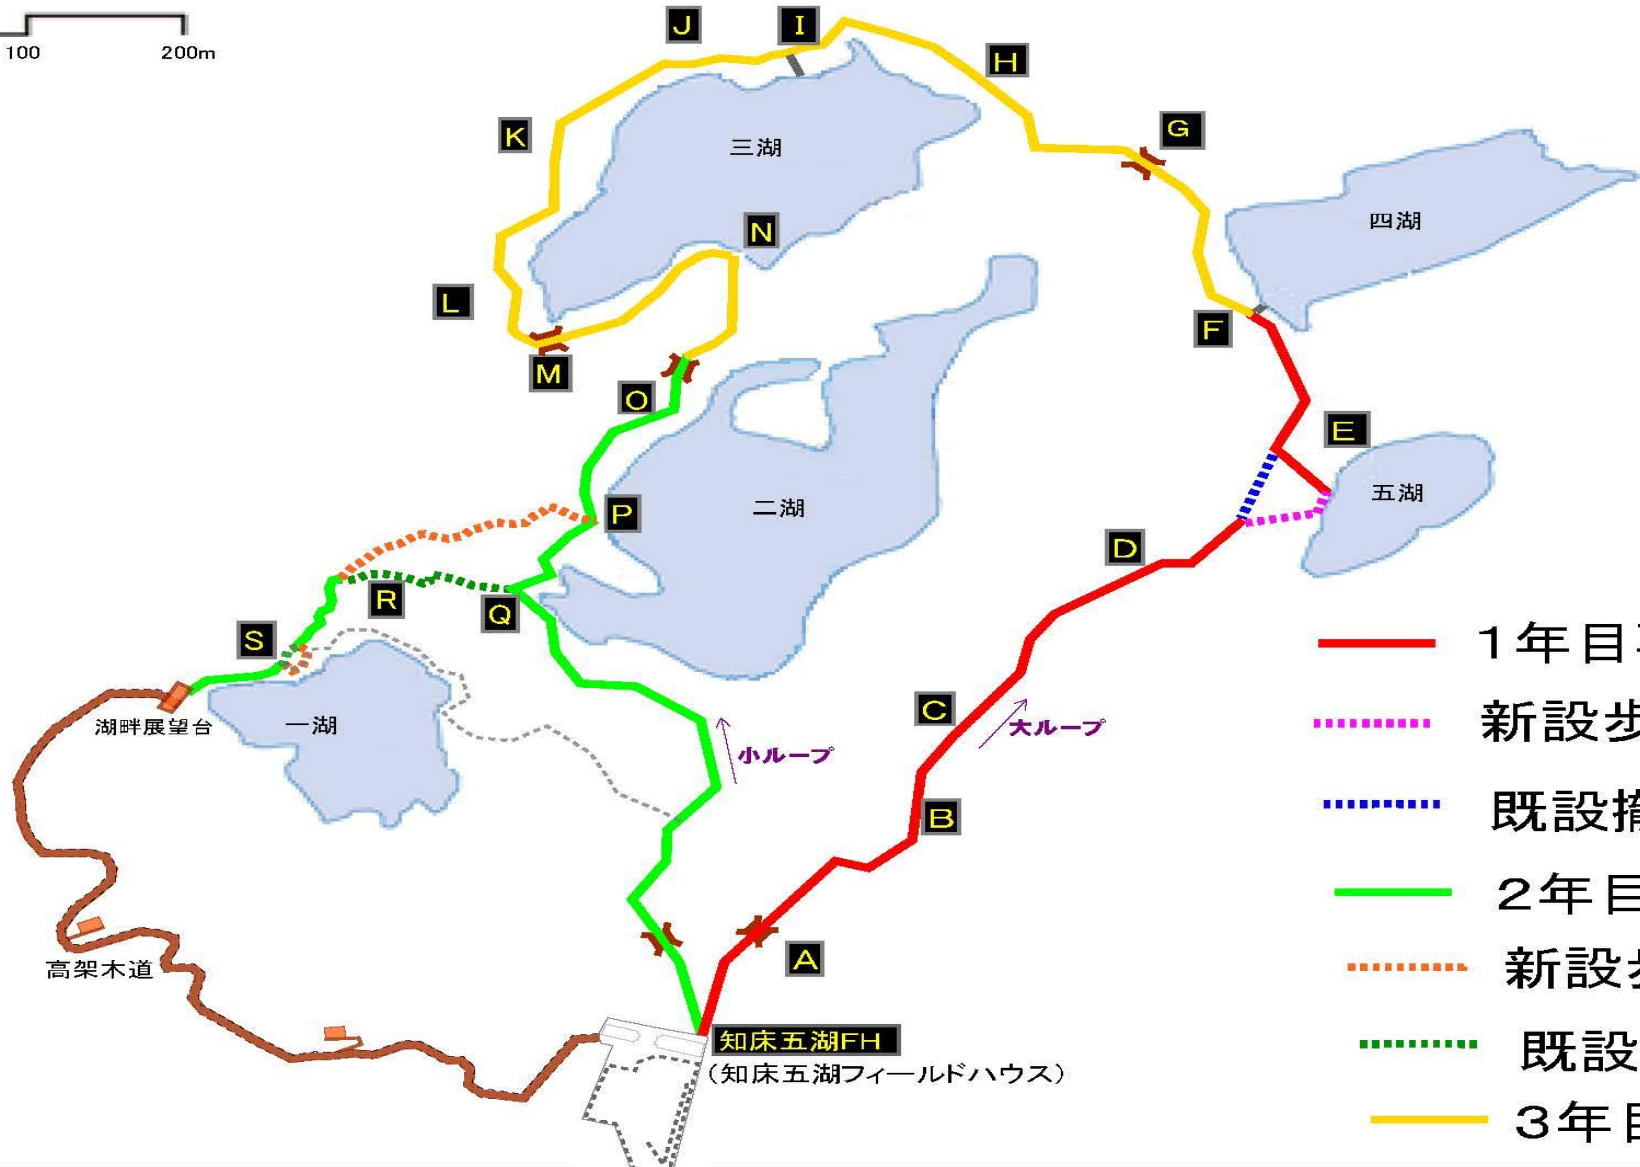 100 200m
J I
H
K
G
三湖
四湖
N
L
F
M
O
E
五湖
P
二湖
D
R
Q
S
1年目
C
湖畔展望台
一湖
大ループ
新設歩
小ループ
B
既設撤
2年目
A
高架木道
新設歩
知床五湖FH
既設
(知床五湖フィールドハウス)
3年目